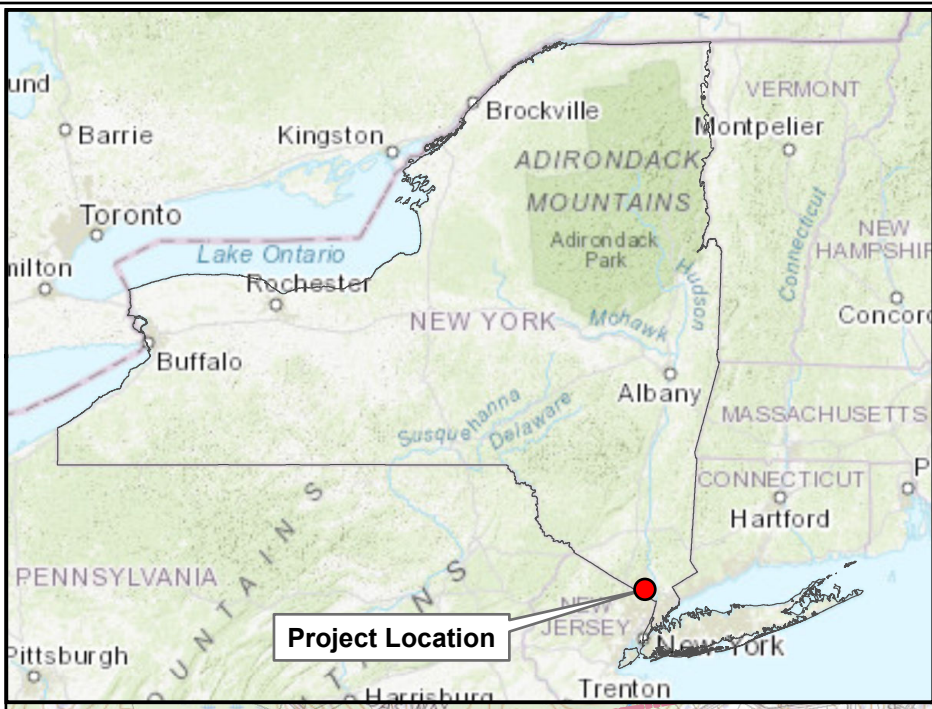 und
Barrie
Kingston
Brockville
VERMONT
Montpelier
ADIRONDACK
MOUNTAINS
Adirondack
Park
Toronto
Lake Ontario
Connecticut
NEW
HAMPSHIR
milton
Rochester
Hudson
Concord
NEW YORK
Mohawk
Buffalo
Albany
Susquehanna
Delaware
MASSACHUSETTS
CONNECTICUT
P
Hartford
PENNSYLVANIA
OUNTAINS
NTAINS
NEW
JERSEY
Project Location
New York
Pittsburgh
Harrisburg
Trenton